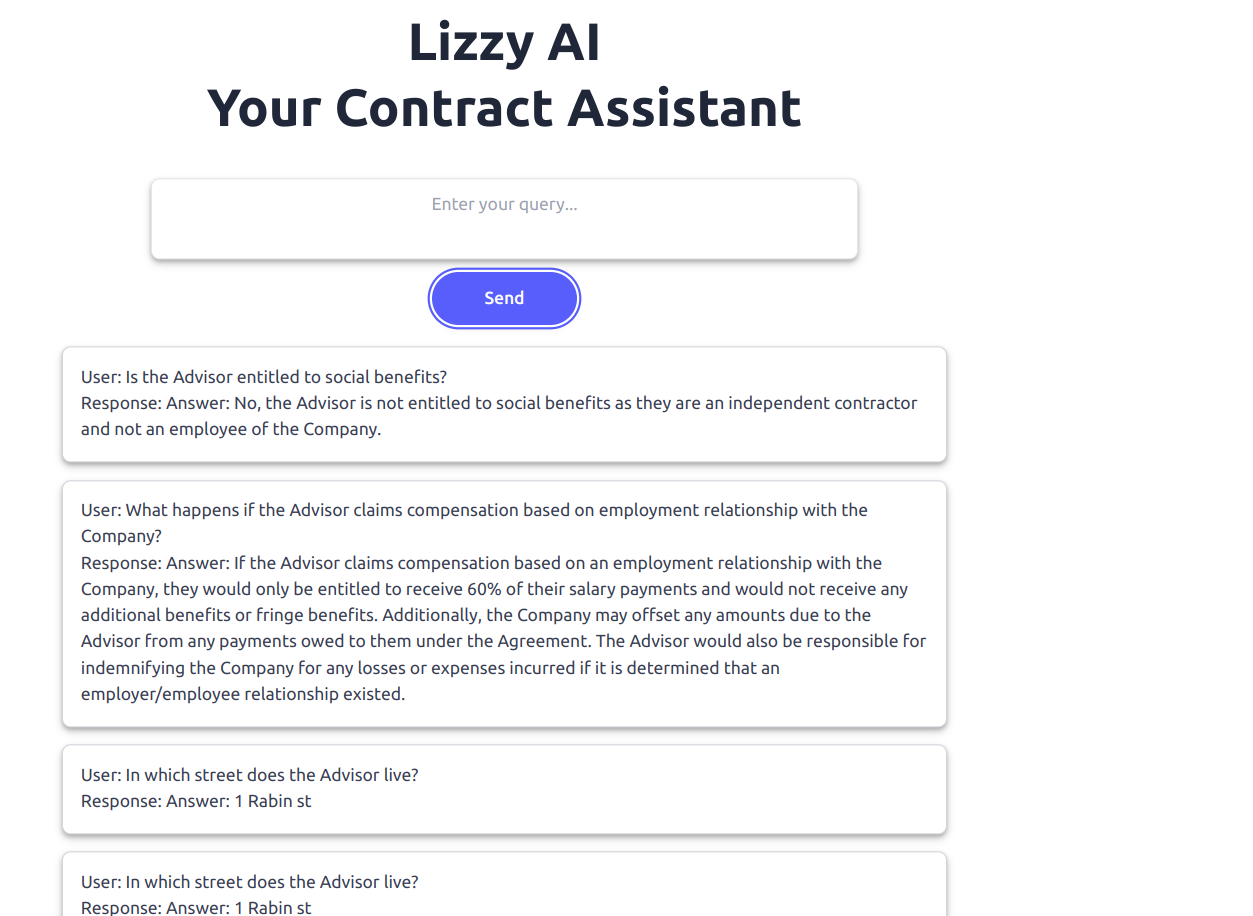 Lizzy AI
Your Contract Assistant
Enter your query...
Send
User: Is the Advisor entitled to social benefits?
Response: Answer: No, the Advisor is not entitled to social benefits as they are an independent contractor
and not an employee of the Company.
User: What happens if the Advisor claims compensation based on employment relationship with the
Company?
Response: Answer: If the Advisor claims compensation based on an employment relationship with the
Company, they would only be entitled to receive 60% of their salary payments and would not receive any
additional benefits or fringe benefits. Additionally, the Company may offset any amounts due to the
Advisor from any payments owed to them under the Agreement. The Advisor would also be responsible for
indemnifying the Company for any losses or expenses incurred if it is determined that an
employer/employee relationship existed.
User: In which street does the Advisor live?
Response: Answer: 1 Rabin st
User: In which street does the Advisor live?
Response: Answer: 1 Rabin st